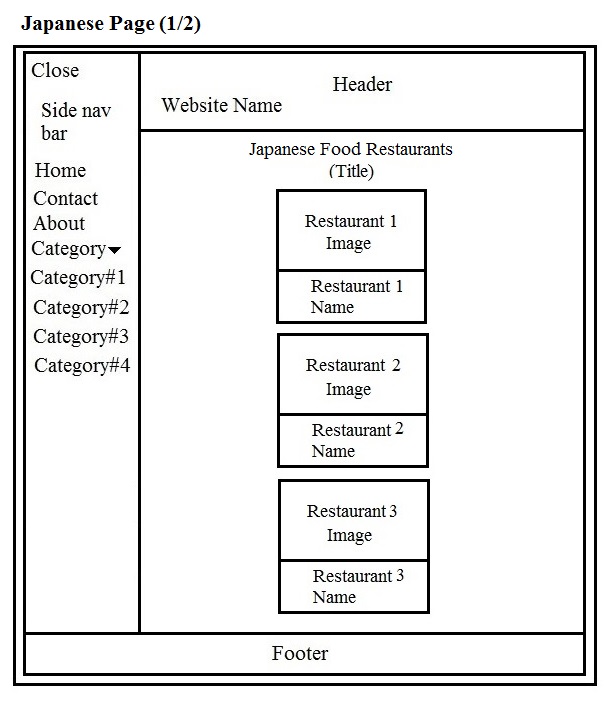 Japanese Page (1/2)
Close
Side nav
bar
Home
Contact
About
Category
Category#1
Category#2
Category#3
Category#4
Header
Website Name
Japanese Food Restaurants
(Title)
Restaurant 1
Image
Restaurant 1
Name
Restaurant 2
Image
Restaurant 2
Name
Restaurant 3
Image
Restaurant 3
Name
Footer